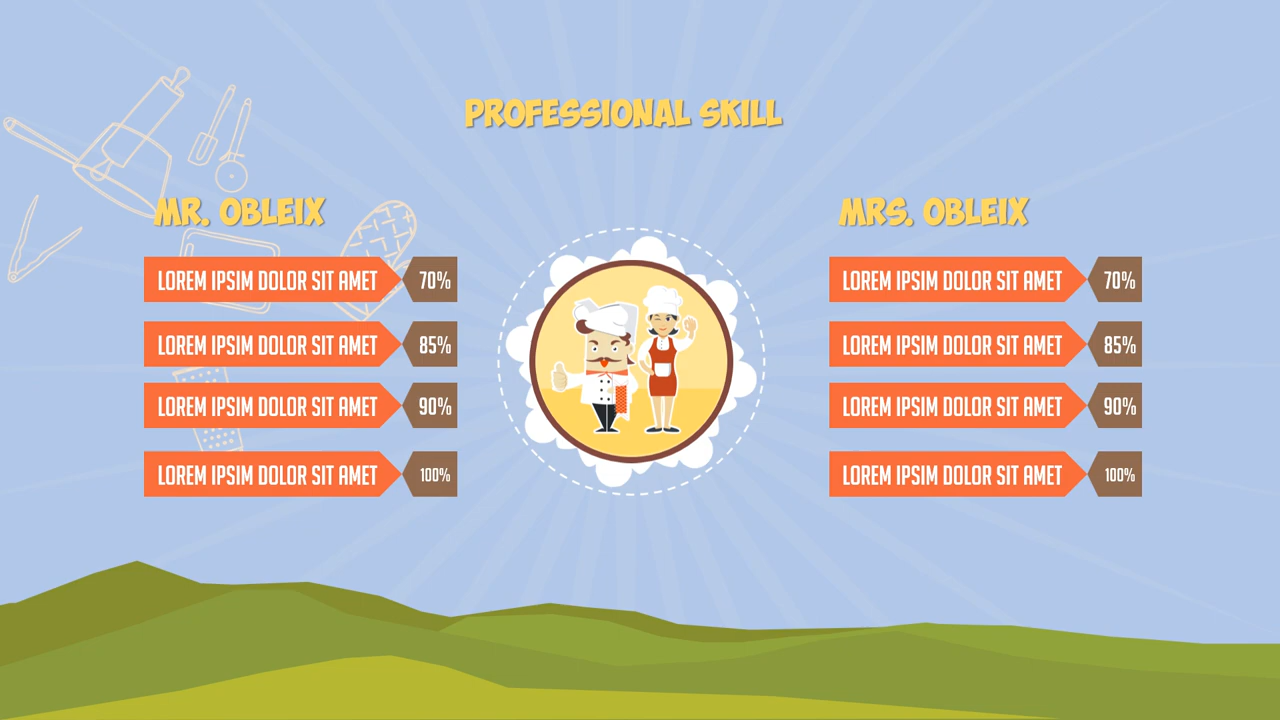 PROFESSIONAL SKILL
MR. OBLEIX
LOREM IPSIM DOLOR SIT AMET 70%
LOREM IPSIM DOLOR SIT AMET 85%
LOREM IPSIM DOLOR SIT AMET 90%
LOREM IPSIM DOLOR SIT AMET 100%
MRS. OBLEIX
LOREM IPSIM DOLOR SIT AMET 70%
LOREM IPSIM DOLOR SIT AMET 85%
LOREM IPSIM DOLOR SIT AMET 90%
LOREM IPSIM DOLOR SIT AMET 100%